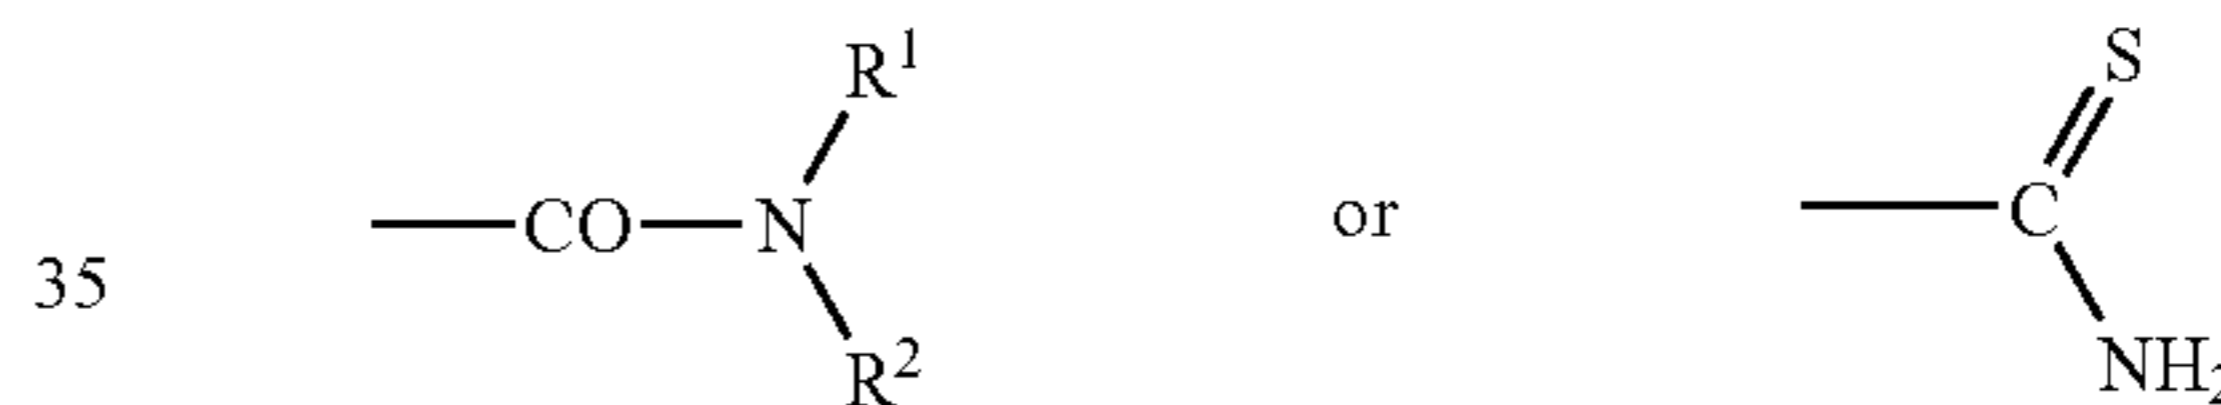 R¹ S
35 CO N or C
R² NH₂